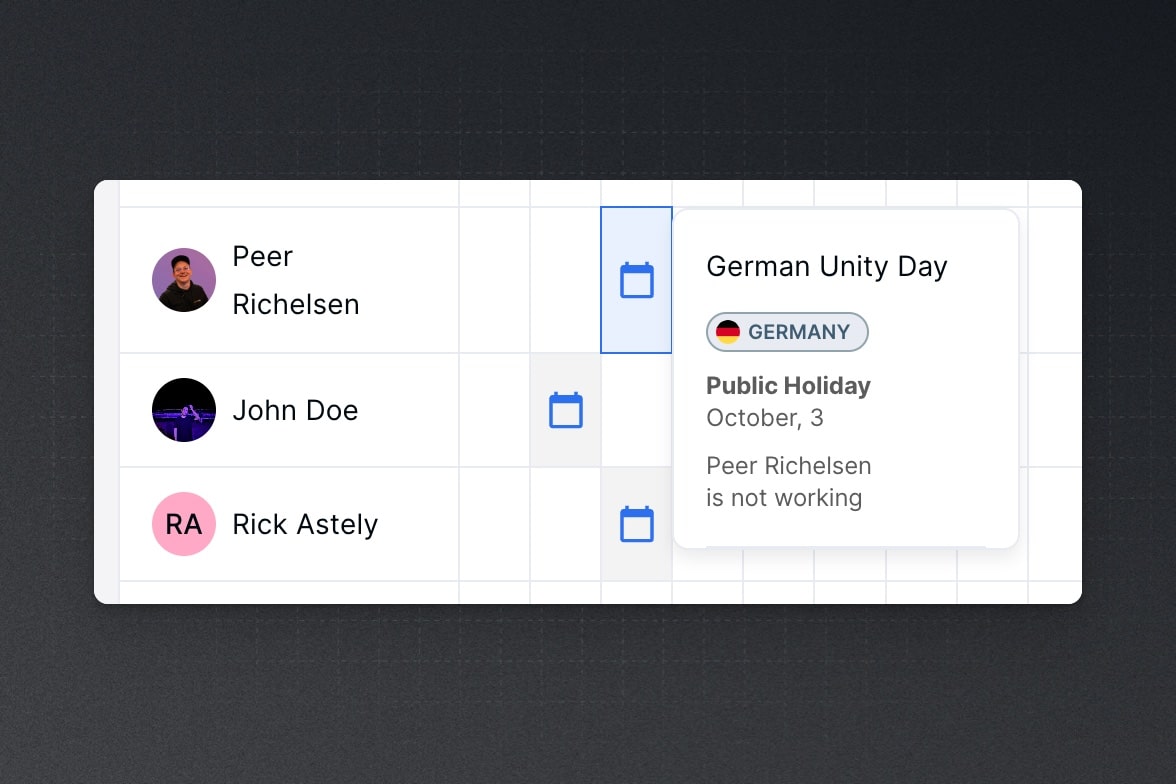 Peer
Richelsen
John Doe
RA
Rick Astely
German Unity Day
GERMANY
Public Holiday
October, 3
Peer Richelsen
is not working